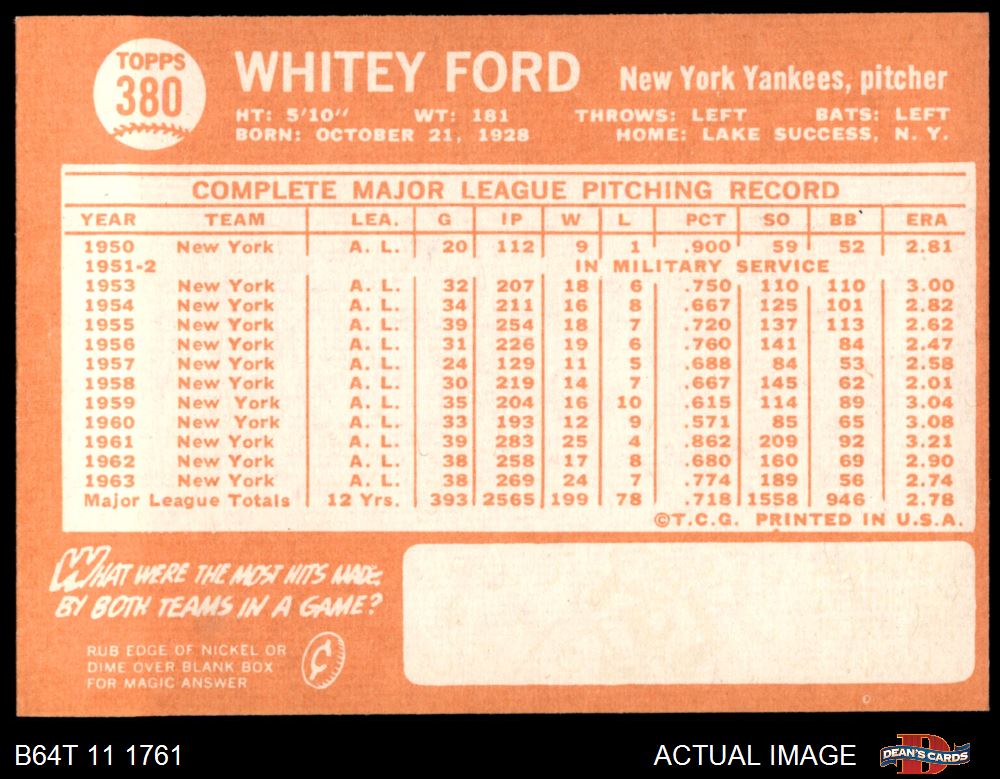 TOPPS
380
WHITEY FORD
New York Yankees, pitcher
HT: 5'10" WT: 181 THROWS: LEFT BATS: LEFT
BORN: OCTOBER 21, 1928 HOME: LAKE SUCCESS, N. Y.
COMPLETE MAJOR LEAGUE PITCHING RECORD
YEAR TEAM LEA. G IP W L PCT SO BB ERA
1950 New York A. L. 20 112 9 1 .900 59 52 2.81
1951-2 IN MILITARY SERVICE
1953 New York A. L. 32 207 18 6 .750 110 110 3.00
1954 New York A. L. 34 211 16 8 .667 125 101 2.82
1955 New York A. L. 39 254 18 7 .720 137 113 2.62
1956 New York A. L. 31 226 19 6 .760 141 84 2.47
1957 New York A. L. 24 129 11 5 .688 84 53 2.58
1958 New York A. L. 30 219 14 7 .667 145 62 2.01
1959 New York A. L. 35 204 16 10 .615 114 89 3.04
1960 New York A. L. 33 193 12 9 .571 85 65 3.08
1961 New York A. L. 39 283 25 4 .862 209 92 3.21
1962 New York A. L. 38 258 17 8 .680 160 69 2.90
1963 New York A. L. 38 269 24 7 .774 189 56 2.74
Major League Totals 12 Yrs. 393 2565 199 78 .718 1558 946 2.78
©T.C.G. PRINTED IN U.S.A.
WHAT WERE THE MOST HITS MADE
BY BOTH TEAMS IN A GAME?
RUB EDGE OF NICKEL OR
DIME OVER BLANK BOX
FOR MAGIC ANSWER
B64T 11 1761
ACTUAL IMAGE
DEAN'S CARDS